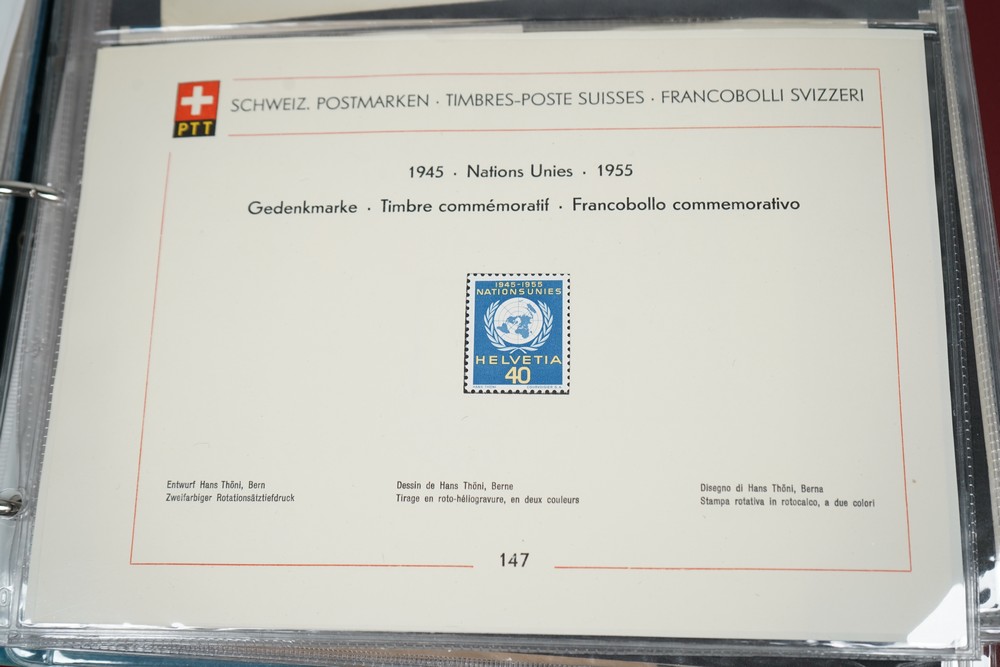 PTT
SCHWEIZ. POSTMARKEN · TIMBRES-POSTE SUISSES · FRANCOBOLLI SVIZZERI
1945 · Nations Unies · 1955
Gedenkmarke · Timbre commémoratif · Francobollo commemorativo
1945-1955
NATIONS UNIES
HELVETIA
40
Entwurf Hans Thöni, Bern
Zweifarbiger Rotationsätztiefdruck
Dessin de Hans Thöni, Berne
Tirage en roto-héliogravure, en deux couleurs
Disegno di Hans Thöni, Berna
Stampa rotativa in rotocalco, a due colori
147